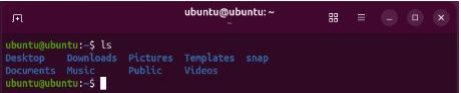 ubuntu@ubuntu: ~
~
ubuntu@ubuntu:~$ ls
Desktop Downloads Pictures Templates snap
Documents Music Public Videos
ubuntu@ubuntu:~$